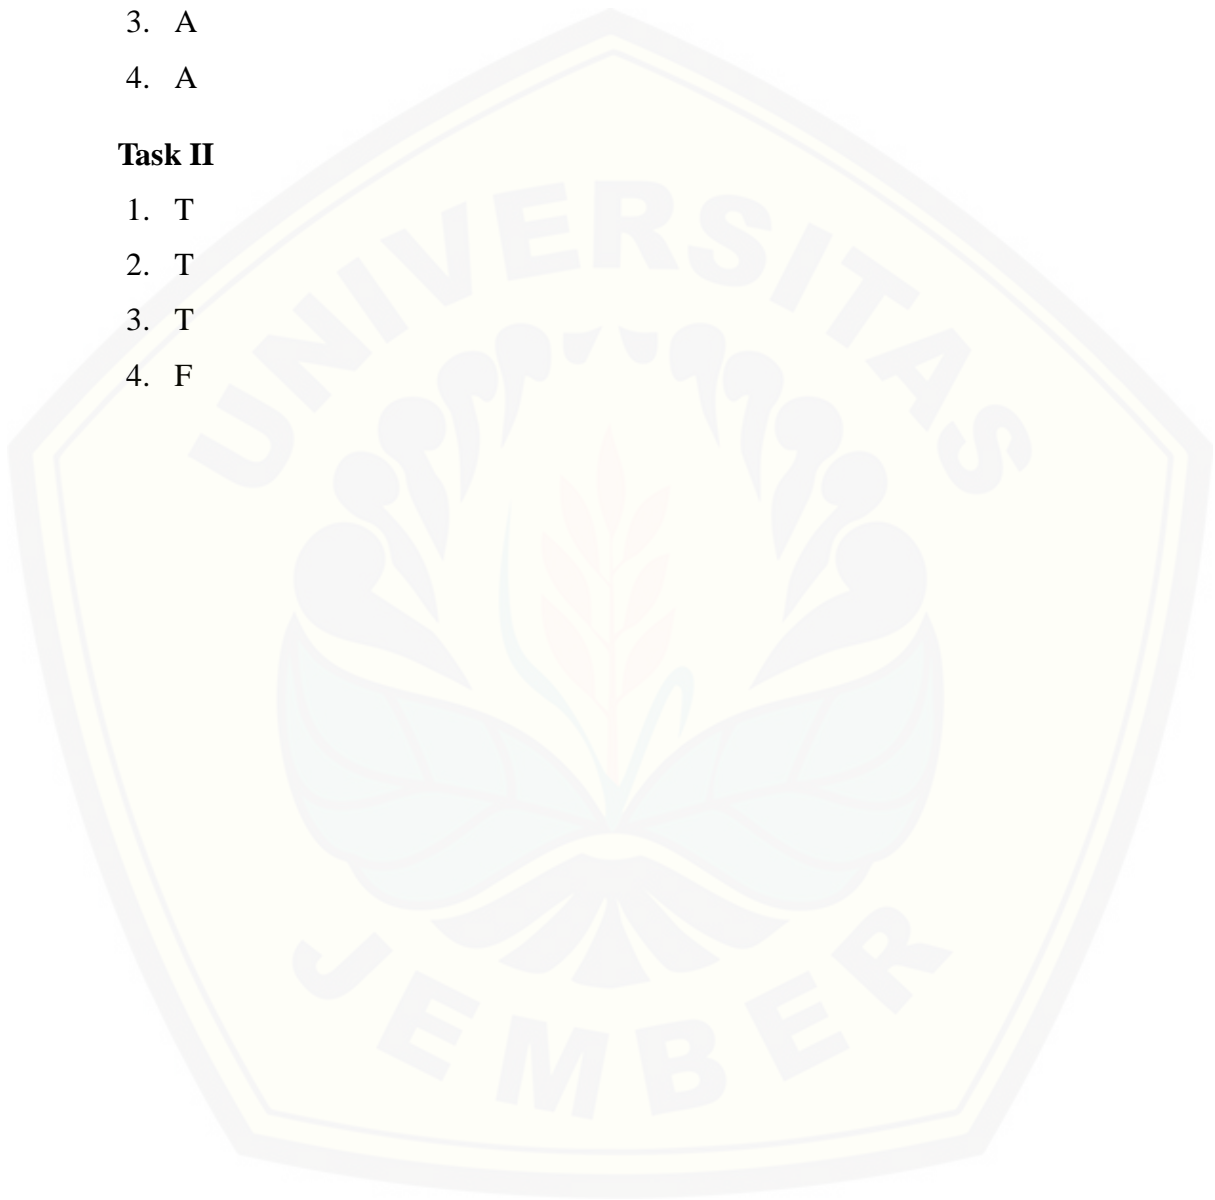 3. A
4. A
Task II
1. T
2. T
3. T
4. F
UNIVERSITAS
JEMBER